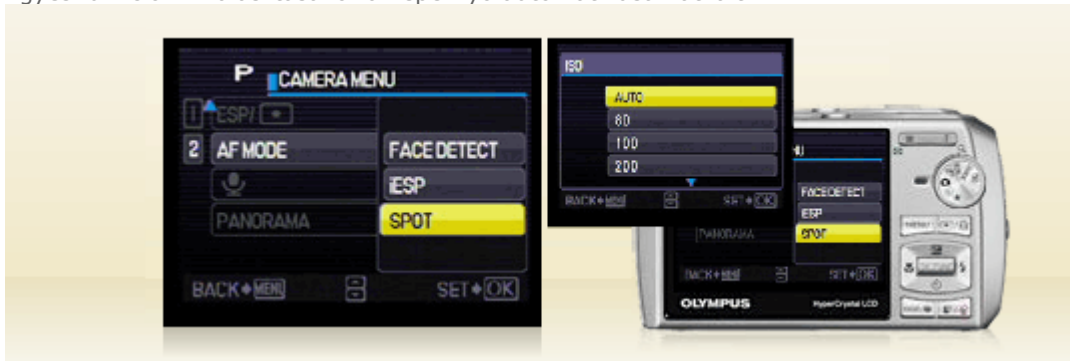 P CAMERA MENU
1 ESP/
2 AF MODE FACE DETECT
iESP
PANORAMA SPOT
BACK MENU SET OK
ISO
AUTO
80
100
200
BACK MENU SET OK
FACE DETECT
ESP
PANORAMA SPOT
BACK MENU SET OK
OLYMPUS HyperCrystal LCD